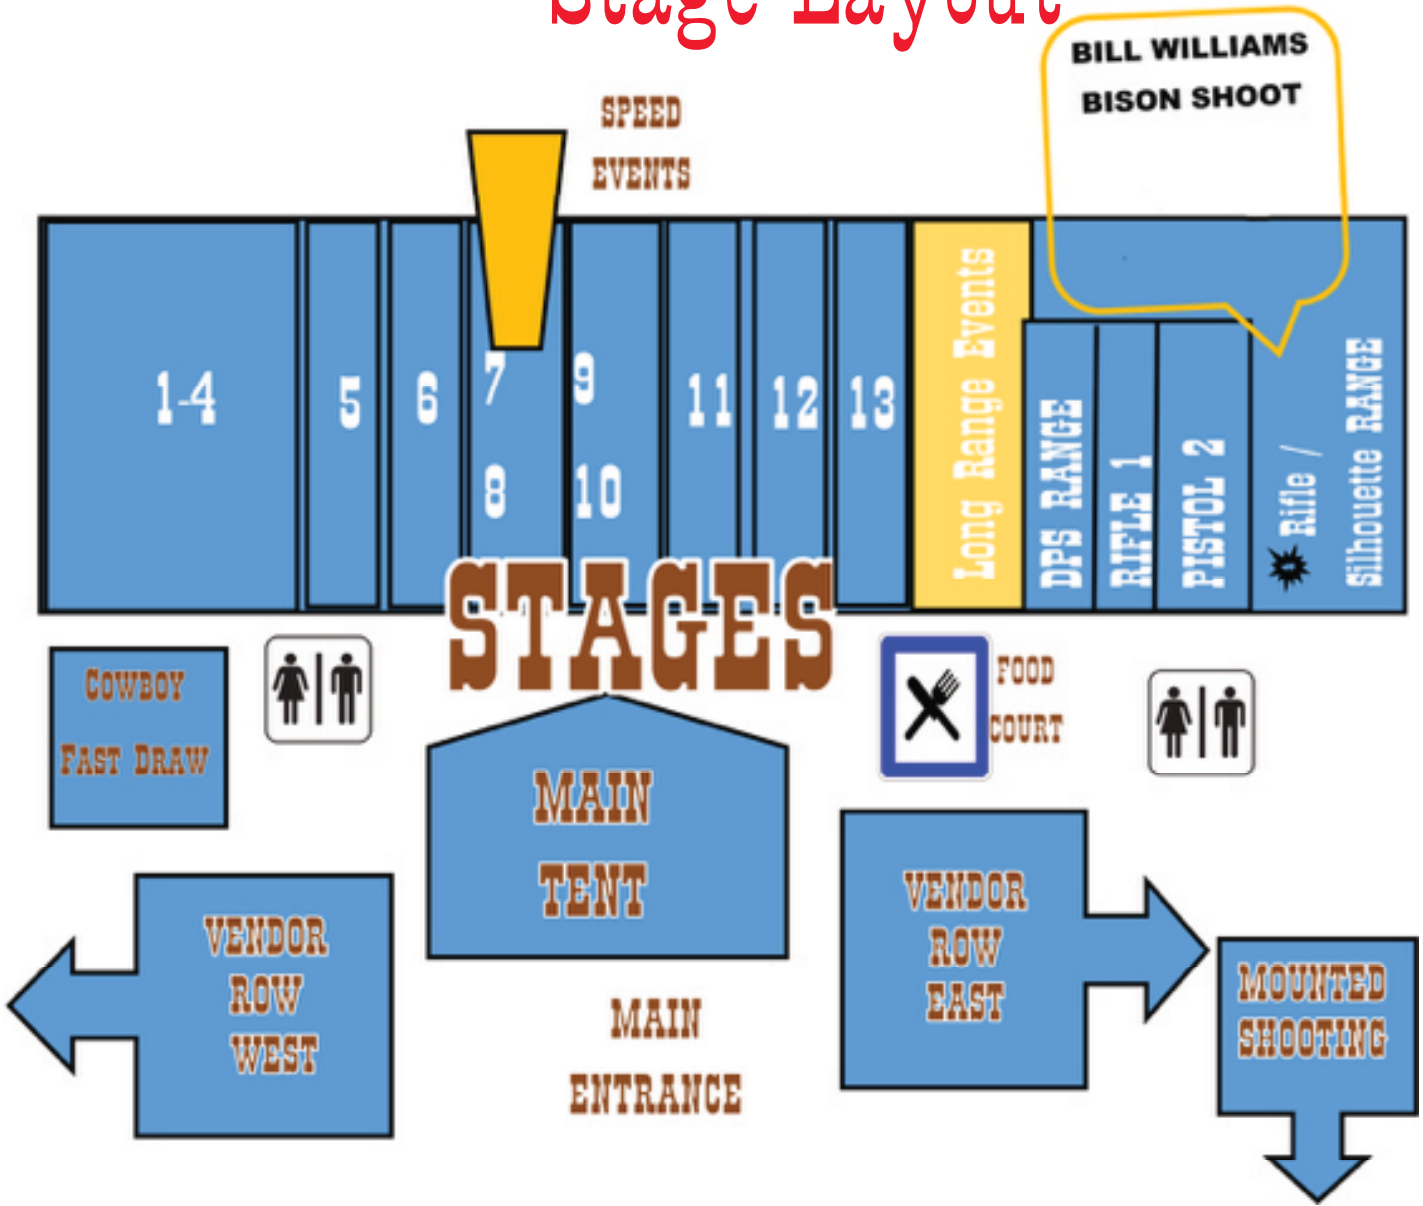 Stage Layout
BILL WILLIAMS
BISON SHOOT
SPEED
EVENTS
1-4
5
6
7
8
9
10
11
12
13
Long Range Events
DPS RANGE
RIFLE 1
PISTOL 2
Rifle /
Silhouette RANGE
STAGES
COWBOY
FAST DRAW
FOOD
COURT
MAIN
TENT
VENDOR
ROW
WEST
VENDOR
ROW
EAST
MOUNTED
SHOOTING
MAIN
ENTRANCE